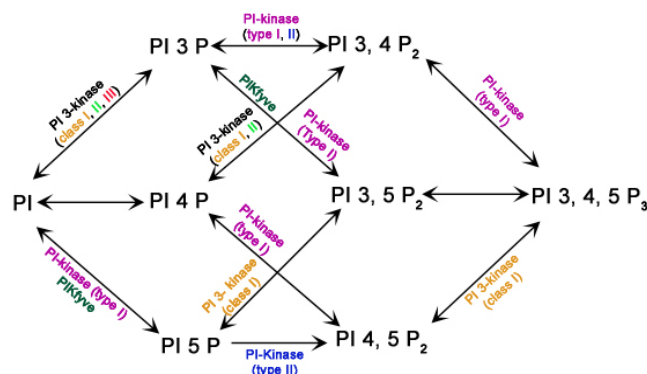 PI-kinase
(type I, II)
PI 3 P
PI 3, 4 P2
PI 3-kinase
(class I, II, III)
PIKfyve
PI 3-kinase
(class I, II)
PI-kinase
(Type I)
PI-kinase
(type I)
PI
PI 4 P
PI 3, 5 P2
PI 3, 4, 5 P3
PI-kinase (type I)
PIKfyve
PI-kinase
(type I)
PI 3- kinase
(class I)
PI 3-kinase
(class I)
PI 5 P
PI 4, 5 P2
PI-Kinase
(type II)